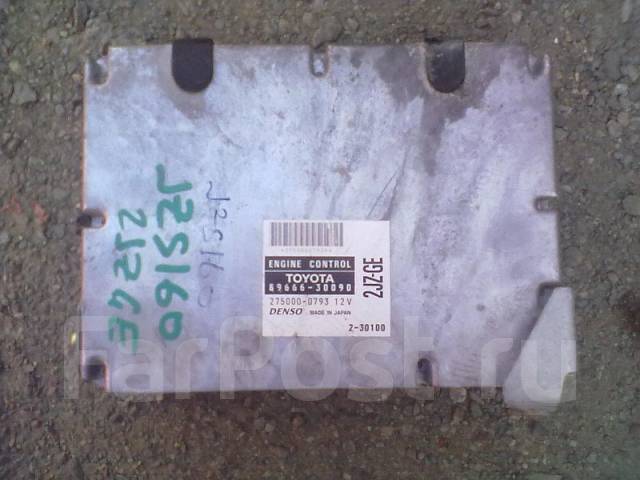 ENGINE CONTROL
TOYOTA
89666-30090
275000-0793 12V
DENSO MADE IN JAPAN
2-30100
2JZ-GE
JZS160
2JZGE
JZS160
FarPost.ru